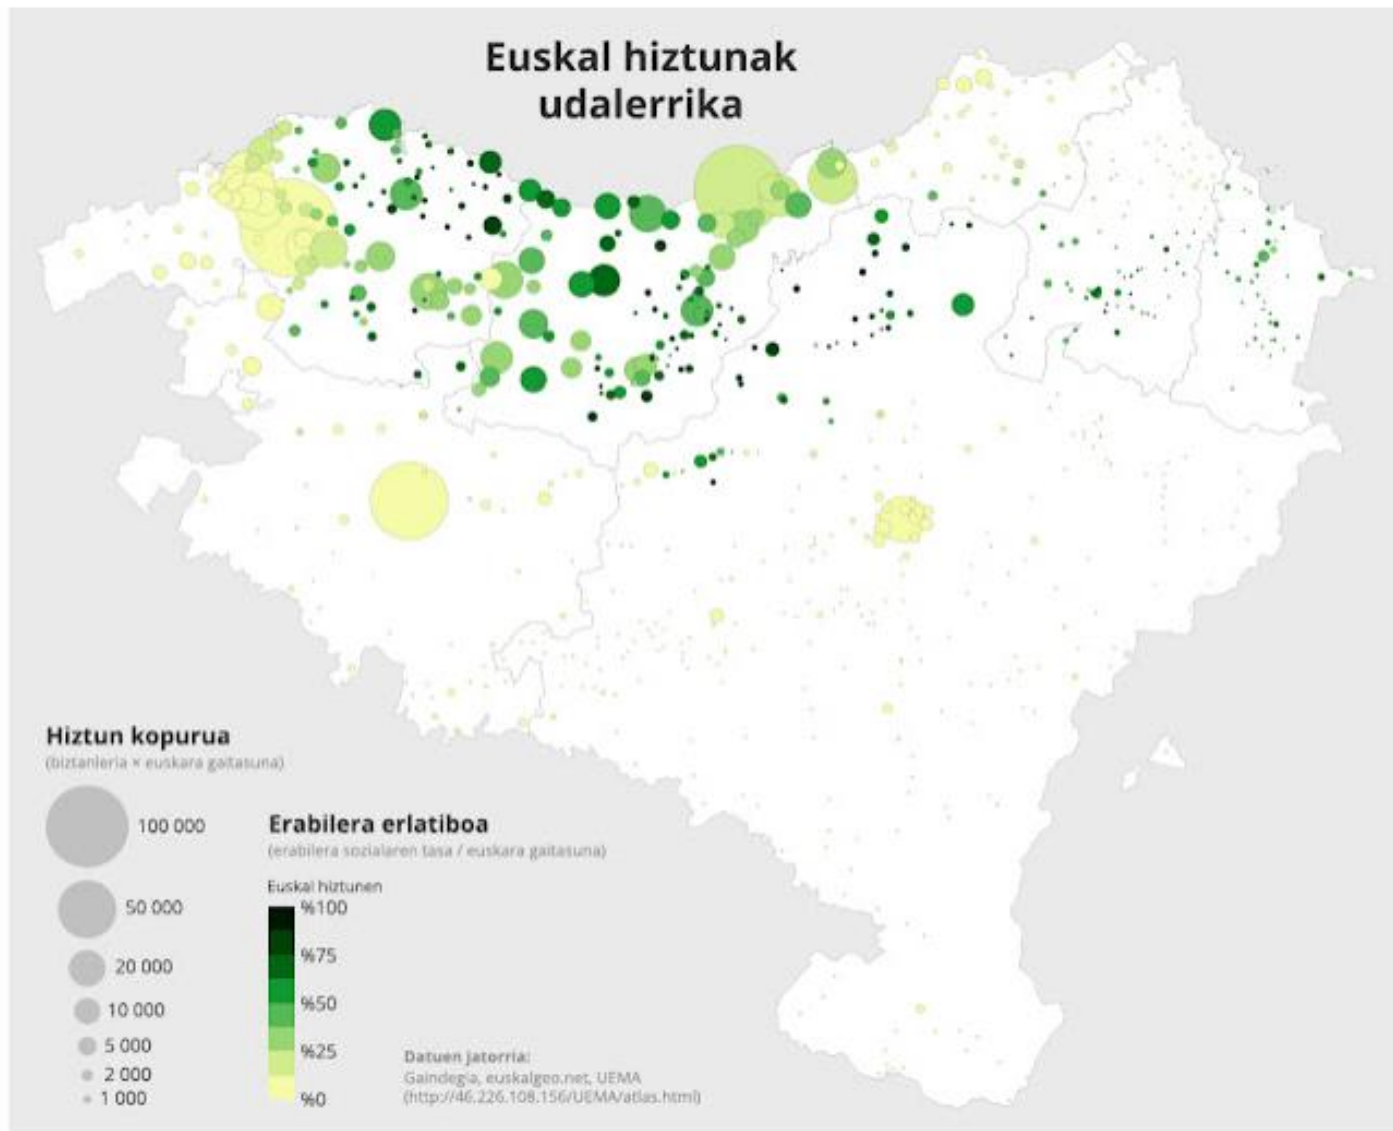 Euskal hiztunak
udalerrika
Hiztun kopurua
(biztanleria × euskara gaitasuna)
100 000
50 000
20 000
10 000
5 000
2 000
1 000
Erabilera erlatiboa
(erabilera sozialaren tasa / euskara gaitasuna)
Euskal hiztunen
%100
%75
%50
%25
%0
Datuen jatorria:
Gaindegia, euskalgeo.net, UEMA
(http://46.226.108.156/UEMA/atlas.html)